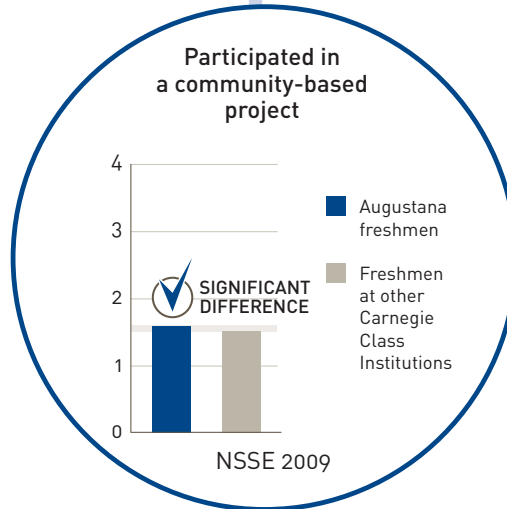 Participated in
a community-based
project
4
3
2
1
0
SIGNIFICANT
DIFFERENCE
Augustana
freshmen
Freshmen
at other
Carnegie
Class
Institutions
NSSE 2009